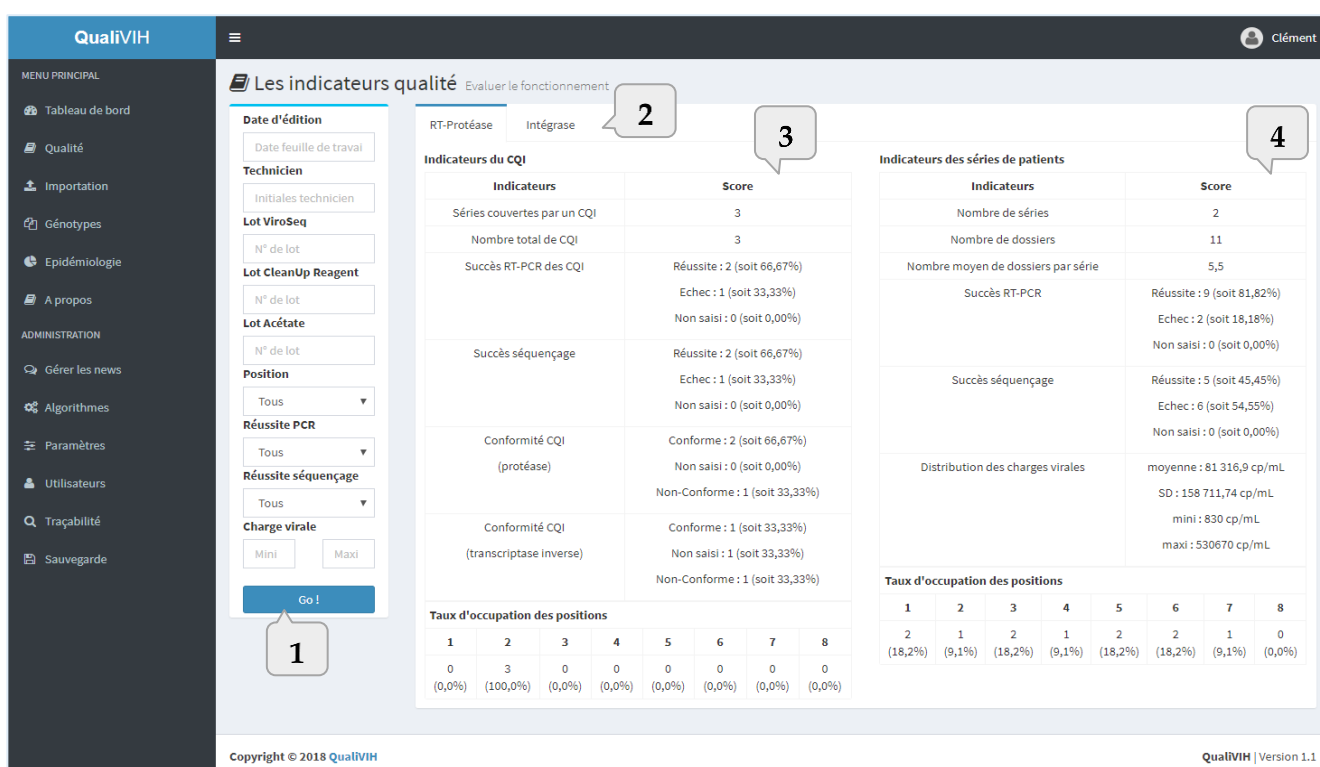 QualiVIH
Clément
MENU PRINCIPAL
Tableau de bord
Qualité
Importation
Génotypes
Epidémiologie
A propos
ADMINISTRATION
Gérer les news
Algorithmes
Paramètres
Utilisateurs
Traçabilité
Sauvegarde
Les indicateurs qualité Evaluer le fonctionnement
Date d'édition
Date feuille de travai
Technicien
Initiales technicien
Lot ViroSeq
N° de lot
Lot CleanUp Reagent
N° de lot
Lot Acétate
N° de lot
Position
Tous
Réussite PCR
Tous
Réussite séquençage
Tous
Charge virale
Mini Maxi
Go !
1
RT-Protéase Intégrase
2
3
4
Indicateurs du CQI
Indicateurs Score
Séries couvertes par un CQI 3
Nombre total de CQI 3
Succès RT-PCR des CQI Réussite : 2 (soit 66,67%)
Echec : 1 (soit 33,33%)
Non saisi : 0 (soit 0,00%)
Succès séquençage Réussite : 2 (soit 66,67%)
Echec : 1 (soit 33,33%)
Non saisi : 0 (soit 0,00%)
Conformité CQI Conforme : 2 (soit 66,67%)
(protéase) Non saisi : 0 (soit 0,00%)
Non-Conforme : 1 (soit 33,33%)
Conformité CQI Conforme : 1 (soit 33,33%)
(transcriptase inverse) Non saisi : 1 (soit 33,33%)
Non-Conforme : 1 (soit 33,33%)
Taux d'occupation des positions
1 2 3 4 5 6 7 8
0 3 0 0 0 0 0 0
(0,0%) (100,0%) (0,0%) (0,0%) (0,0%) (0,0%) (0,0%) (0,0%)
Indicateurs des séries de patients
Indicateurs Score
Nombre de séries 2
Nombre de dossiers 11
Nombre moyen de dossiers par série 5,5
Succès RT-PCR Réussite : 9 (soit 81,82%)
Echec : 2 (soit 18,18%)
Non saisi : 0 (soit 0,00%)
Succès séquençage Réussite : 5 (soit 45,45%)
Echec : 6 (soit 54,55%)
Non saisi : 0 (soit 0,00%)
Distribution des charges virales moyenne : 81 316,9 cp/mL
SD : 158 711,74 cp/mL
mini : 830 cp/mL
maxi : 530670 cp/mL
Taux d'occupation des positions
1 2 3 4 5 6 7 8
2 1 2 1 2 2 1 0
(18,2%) (9,1%) (18,2%) (9,1%) (18,2%) (18,2%) (9,1%) (0,0%)
Copyright © 2018 QualiVIH
QualiVIH | Version 1.1